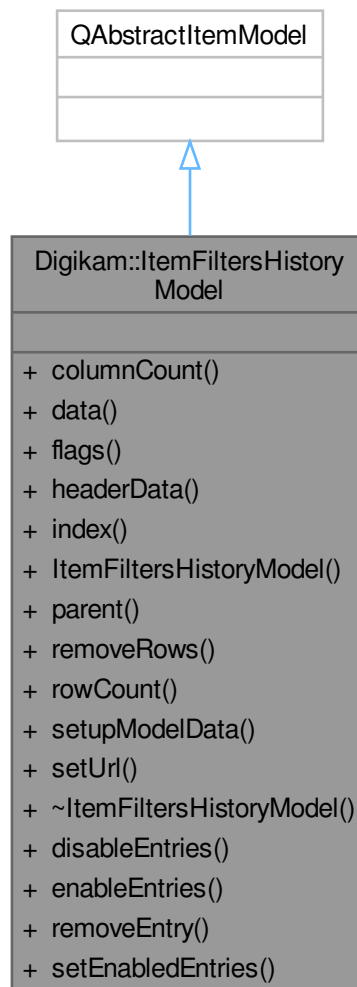 QAbstractItemModel
Digikam::ItemFiltersHistory
Model
+ columnCount()
+ data()
+ flags()
+ headerData()
+ index()
+ ItemFiltersHistoryModel()
+ parent()
+ removeRows()
+ rowCount()
+ setupModelData()
+ setUrl()
+ ~ItemFiltersHistoryModel()
+ disableEntries()
+ enableEntries()
+ removeEntry()
+ setEnabledEntries()